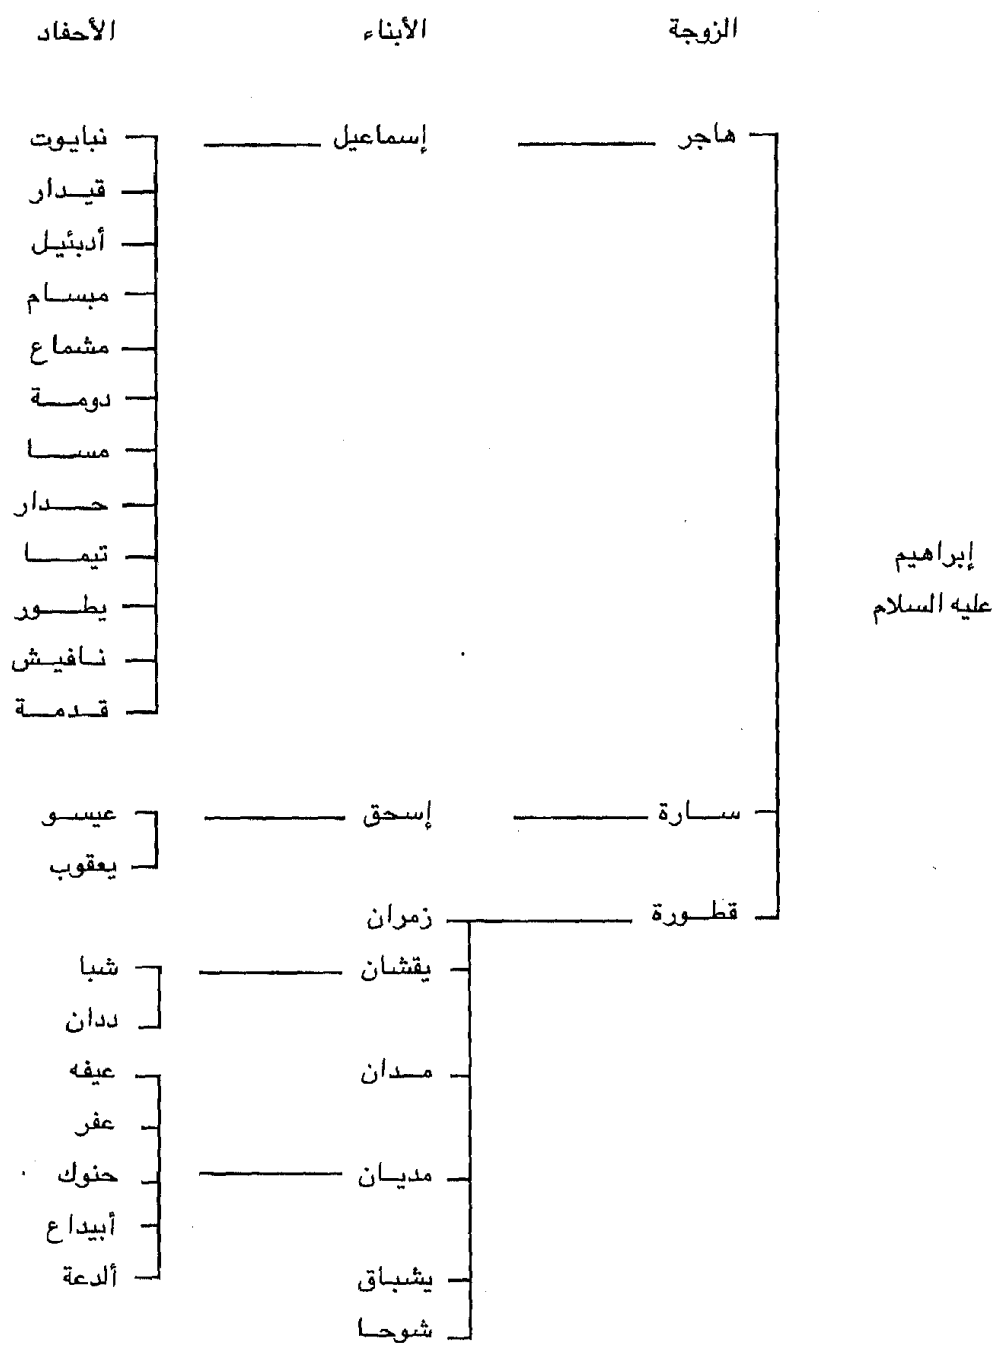 الزوجة الأبناء الأحفاد
هاجر إسماعيل نبايوت
قيدار
أدبئيل
مبسام
مشماع
دومة
مسا
حدار
إبراهيم تيما
عليه السلام يطور
نافيش
قدمة
سارة إسحق عيسو
يعقوب
قطورة زمران
يقشان شبا
ددان
مدان عيفه
عفر
مديان حنوك
أبيداع
يشباق ألدعة
شوحا